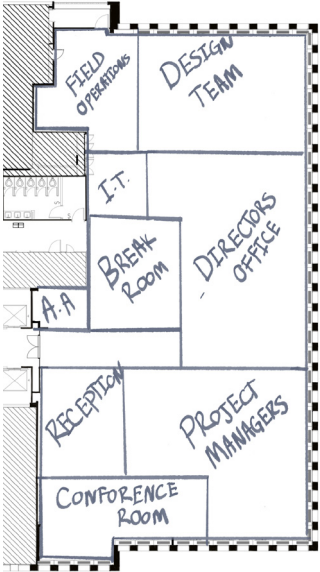 FIELD
OPERATIONS
DESIGN
TEAM
I.T.
BREAK
ROOM
DIRECTORS
OFFICE
A.A
RECEPTION
PROJECT
MANAGERS
CONFORENCE
ROOM